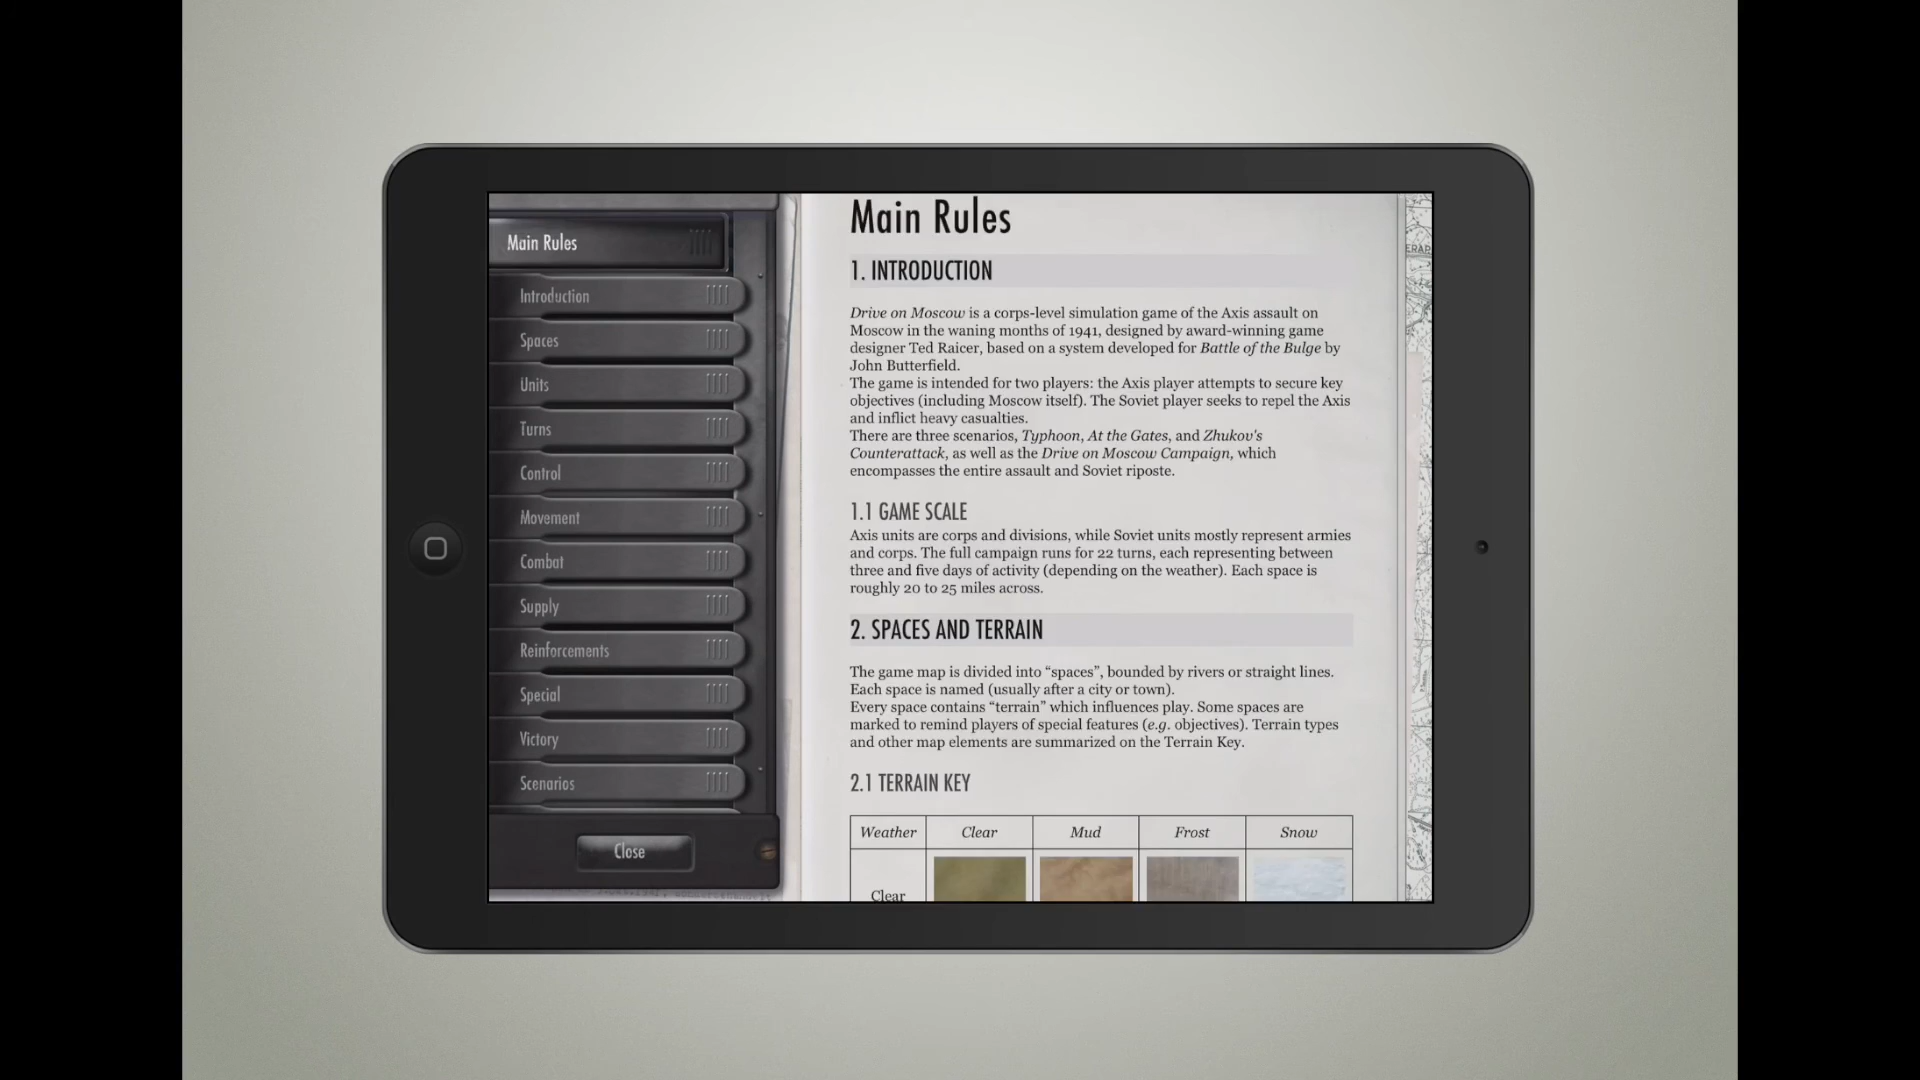 Main Rules
Introduction
Spaces
Units
Turns
Control
Movement
Combat
Supply
Reinforcements
Special
Victory
Scenarios
Close
Main Rules
1. INTRODUCTION
Drive on Moscow is a corps-level simulation game of the Axis assault on
Moscow in the waning months of 1941, designed by award-winning game
designer Ted Raicer, based on a system developed for Battle of the Bulge by
John Butterfield.
The game is intended for two players: the Axis player attempts to secure key
objectives (including Moscow itself). The Soviet player seeks to repel the Axis
and inflict heavy casualties.
There are three scenarios, Typhoon, At the Gates, and Zhukov's
Counterattack, as well as the Drive on Moscow Campaign, which
encompasses the entire assault and Soviet riposte.
1.1 GAME SCALE
Axis units are corps and divisions, while Soviet units mostly represent armies
and corps. The full campaign runs for 22 turns, each representing between
three and five days of activity (depending on the weather). Each space is
roughly 20 to 25 miles across.
2. SPACES AND TERRAIN
The game map is divided into “spaces”, bounded by rivers or straight lines.
Each space is named (usually after a city or town).
Every space contains “terrain” which influences play. Some spaces are
marked to remind players of special features (e.g. objectives). Terrain types
and other map elements are summarized on the Terrain Key.
2.1 TERRAIN KEY
Weather Clear Mud Frost Snow
Clear